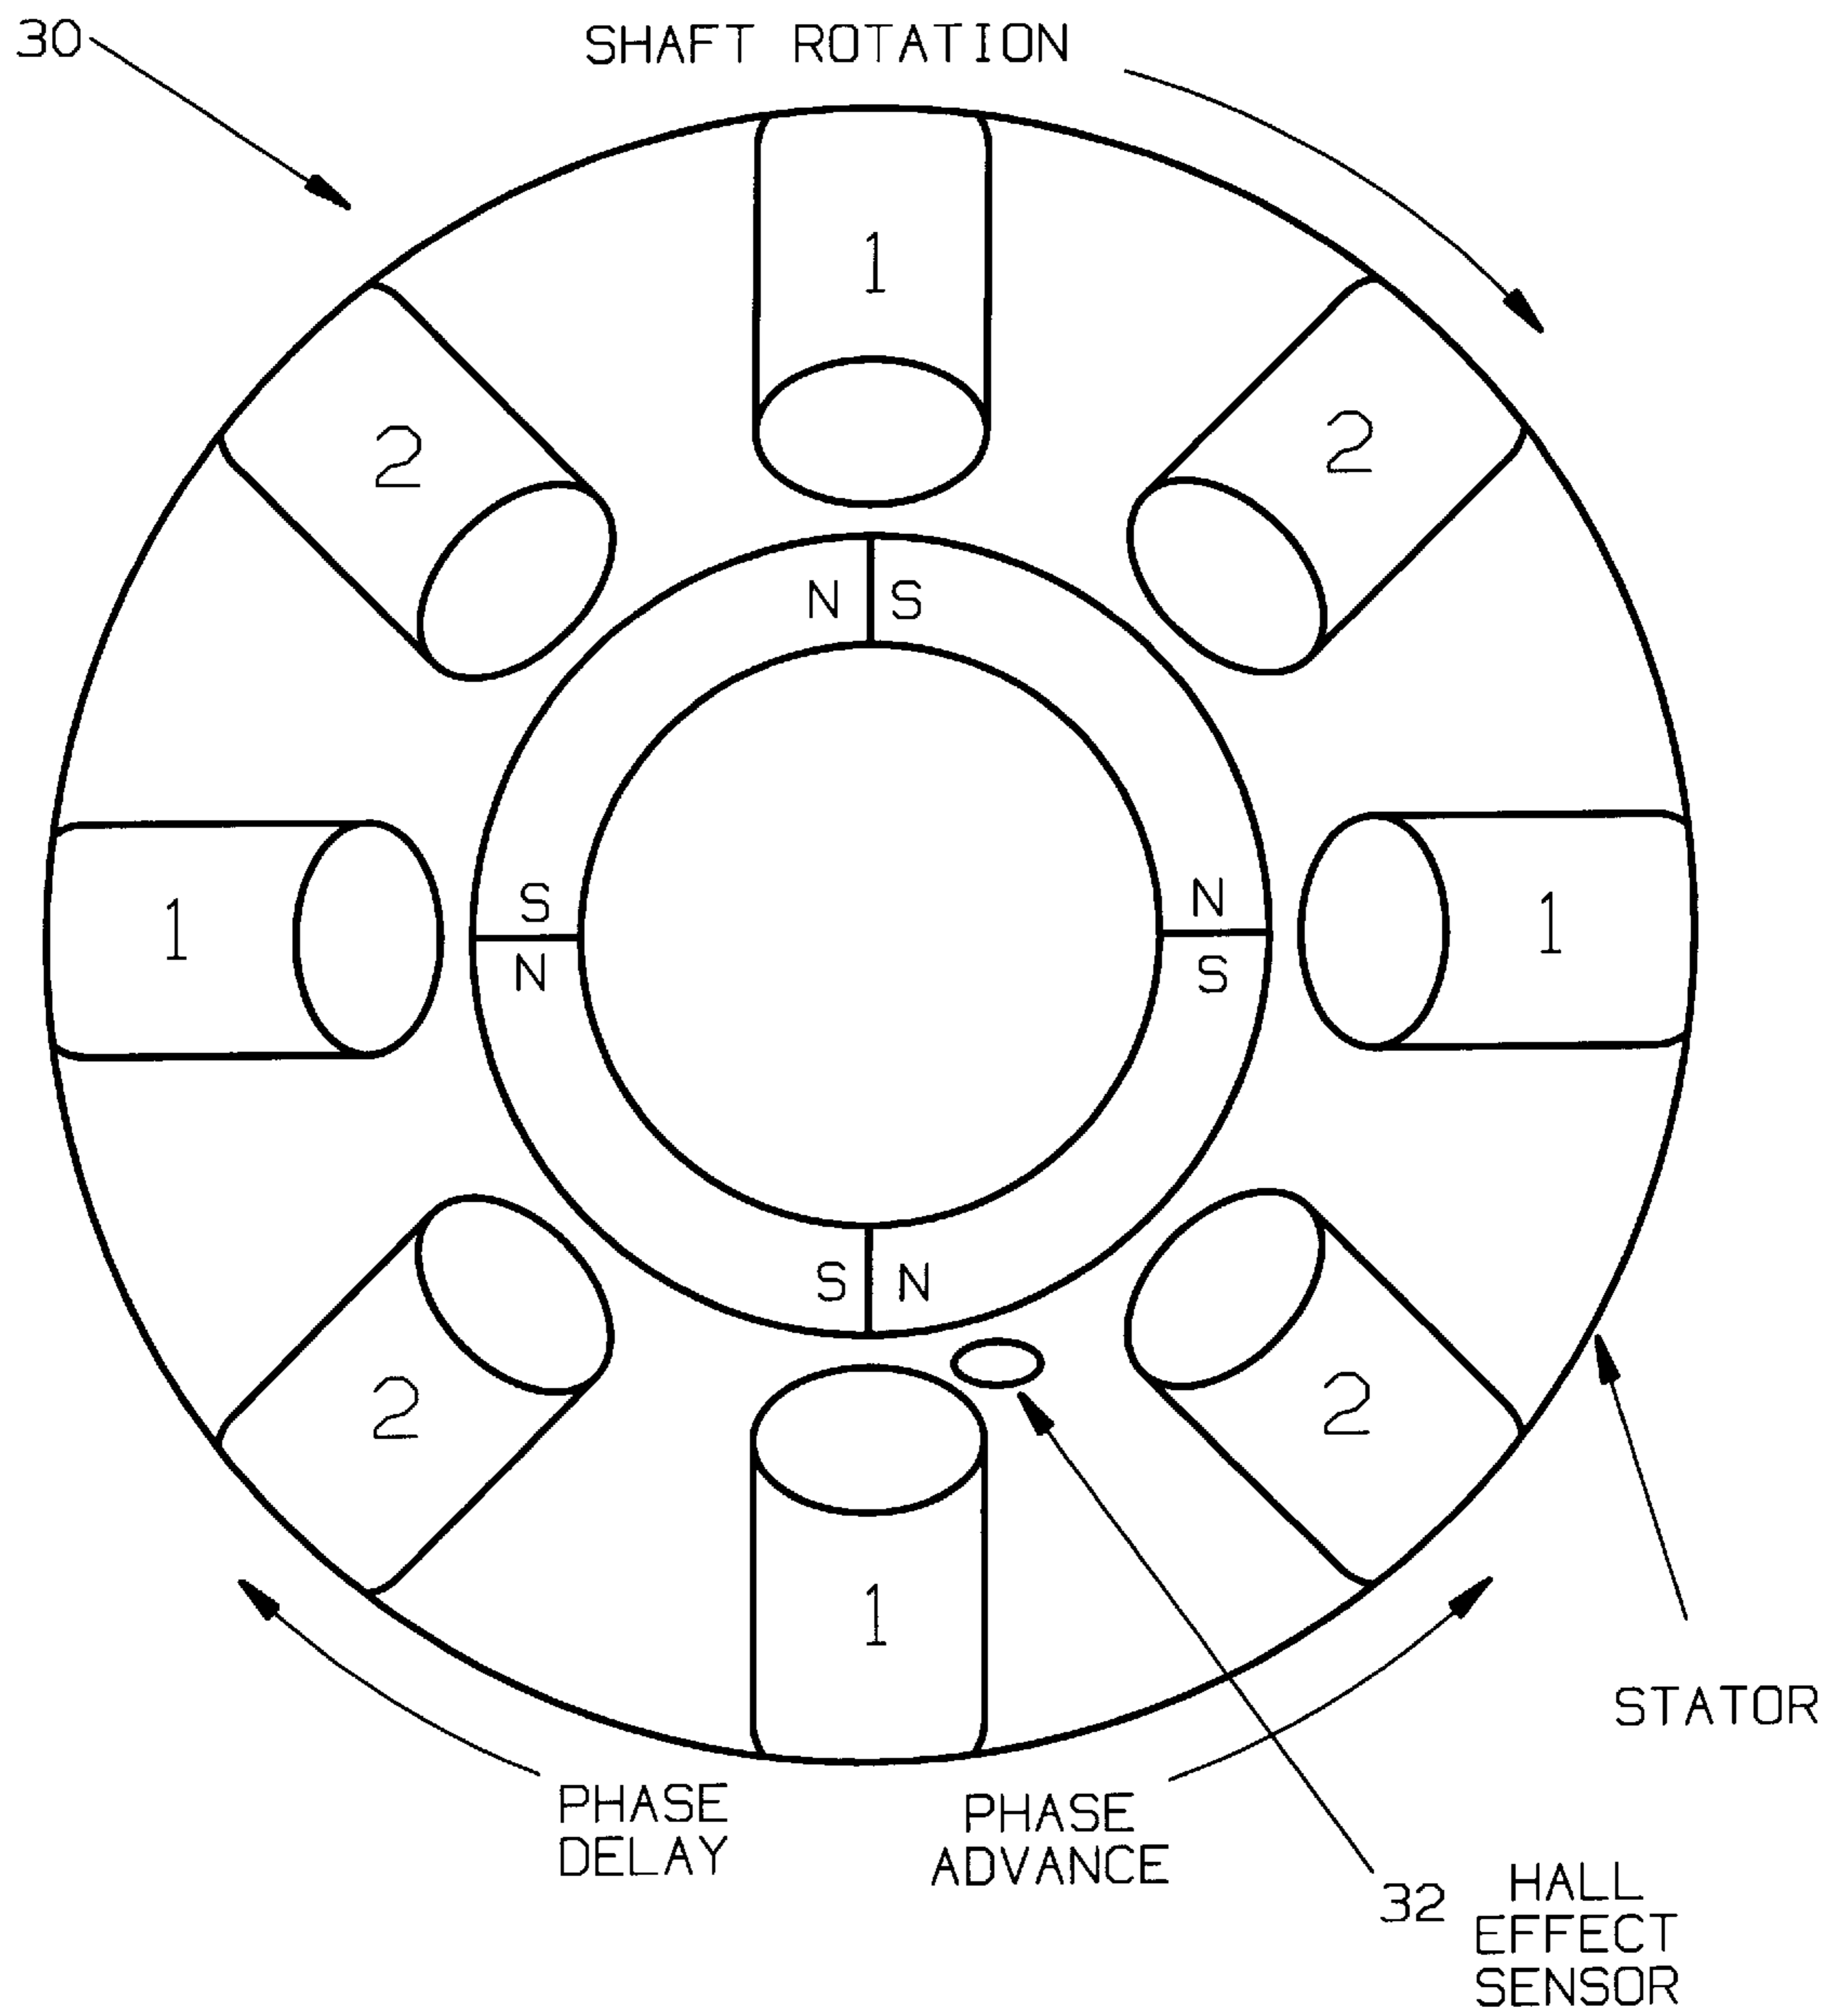 30
SHAFT ROTATION
1
2
2
N S
S
N
N
S
1
1
S N
2
2
1
STATOR
PHASE
DELAY
PHASE
ADVANCE
32
HALL
EFFECT
SENSOR